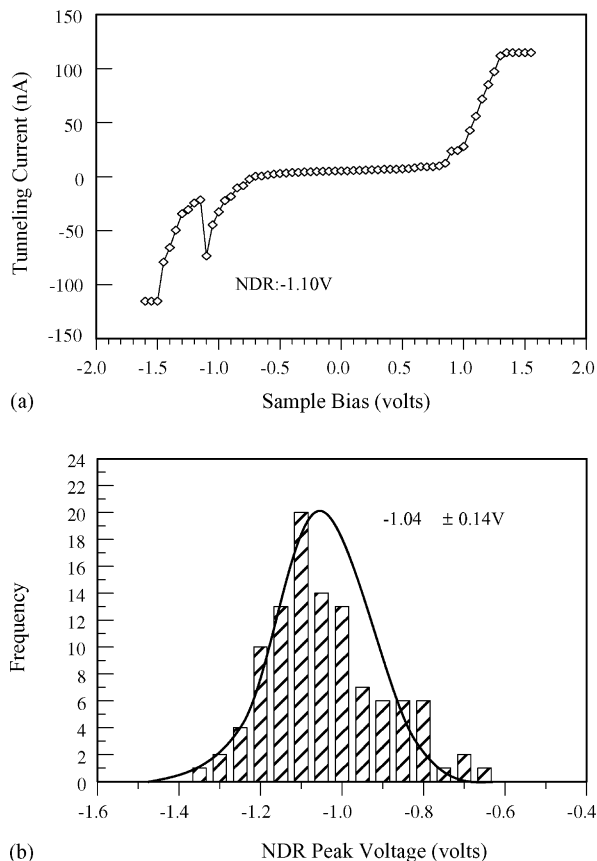 150
100
50
0
-50
-100
-150
Tunneling Current (nA)
NDR:-1.10V
-2.0 -1.5 -1.0 -0.5 0.0 0.5 1.0 1.5 2.0
(a) Sample Bias (volts)
24
22
20
18
16
14
12
10
8
6
4
2
0
Frequency
-1.04 ± 0.14V
-1.6 -1.4 -1.2 -1.0 -0.8 -0.6 -0.4
(b) NDR Peak Voltage (volts)